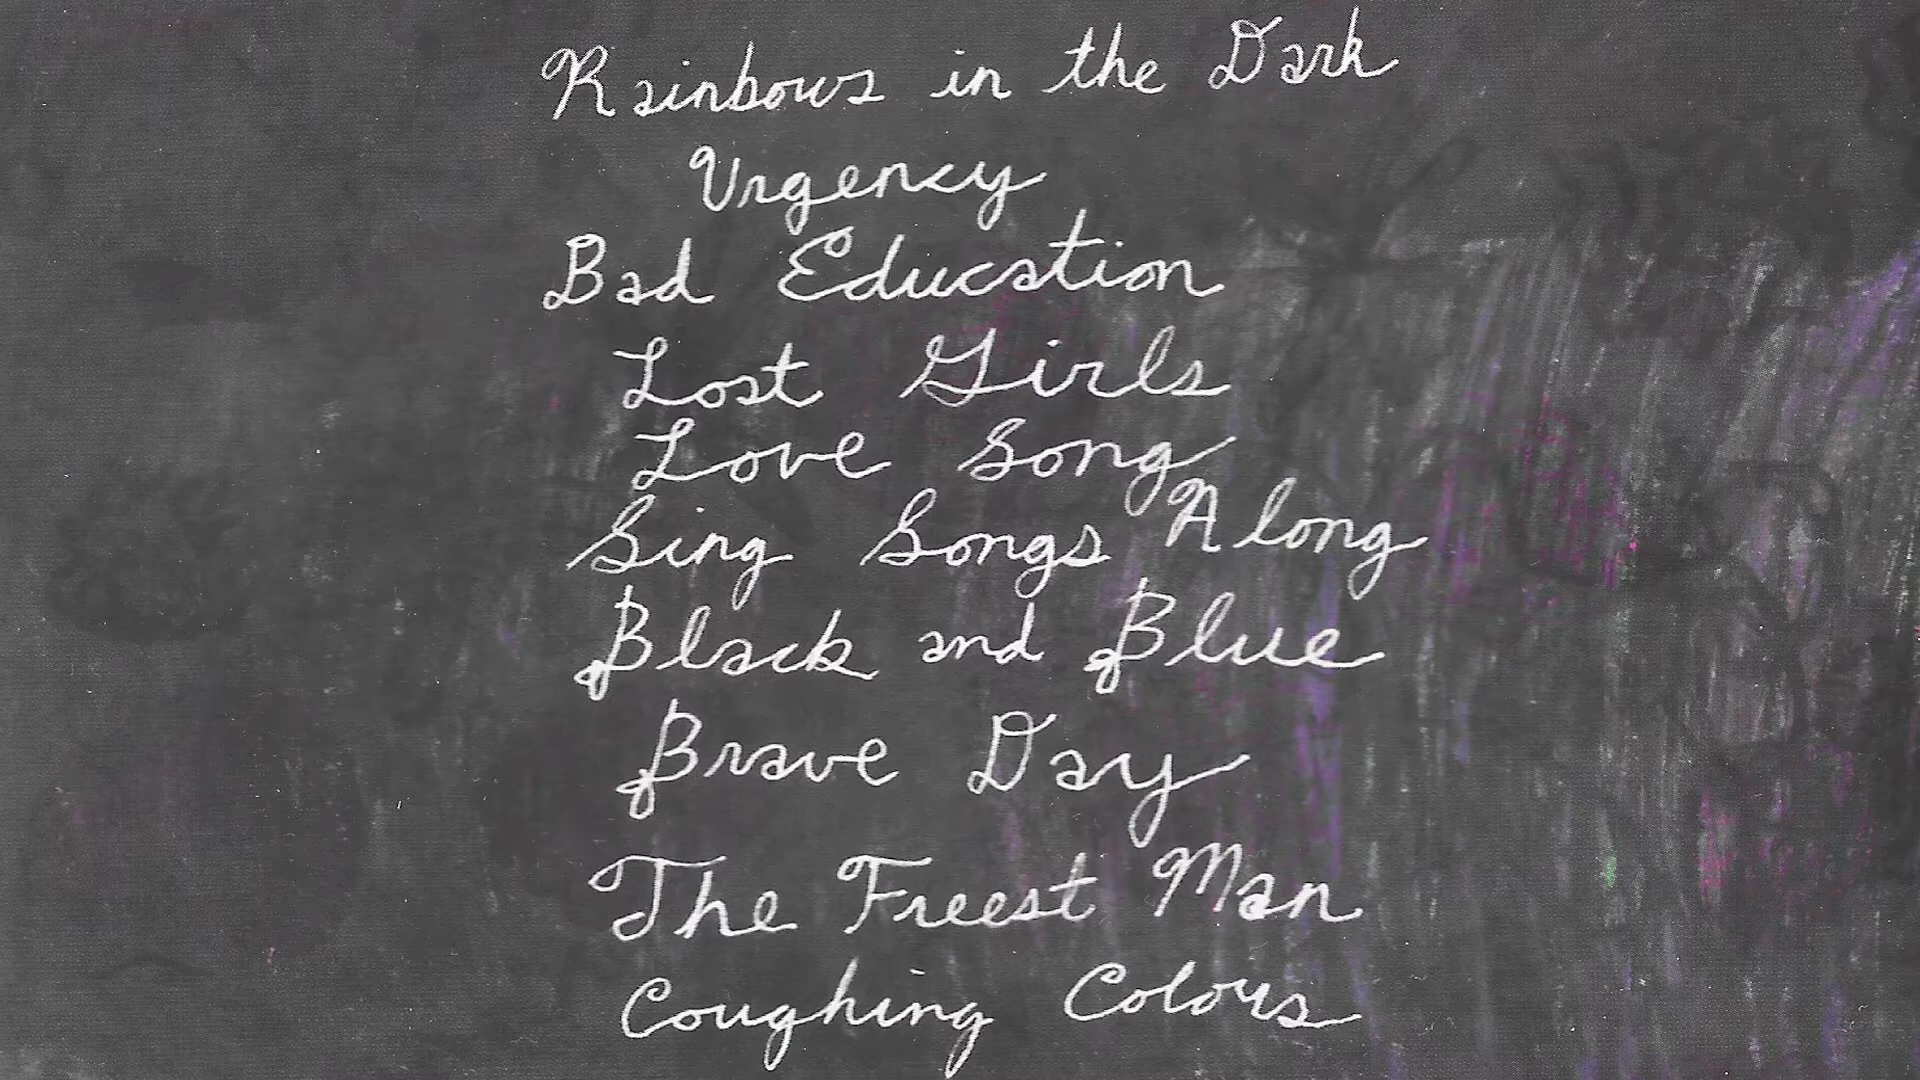 Rainbows in the Dark
Urgency
Bad Education
Lost Girls
Love Song
Sing Songs Along
Black and Blue
Brave Day
The Freest Man
Coughing Colors